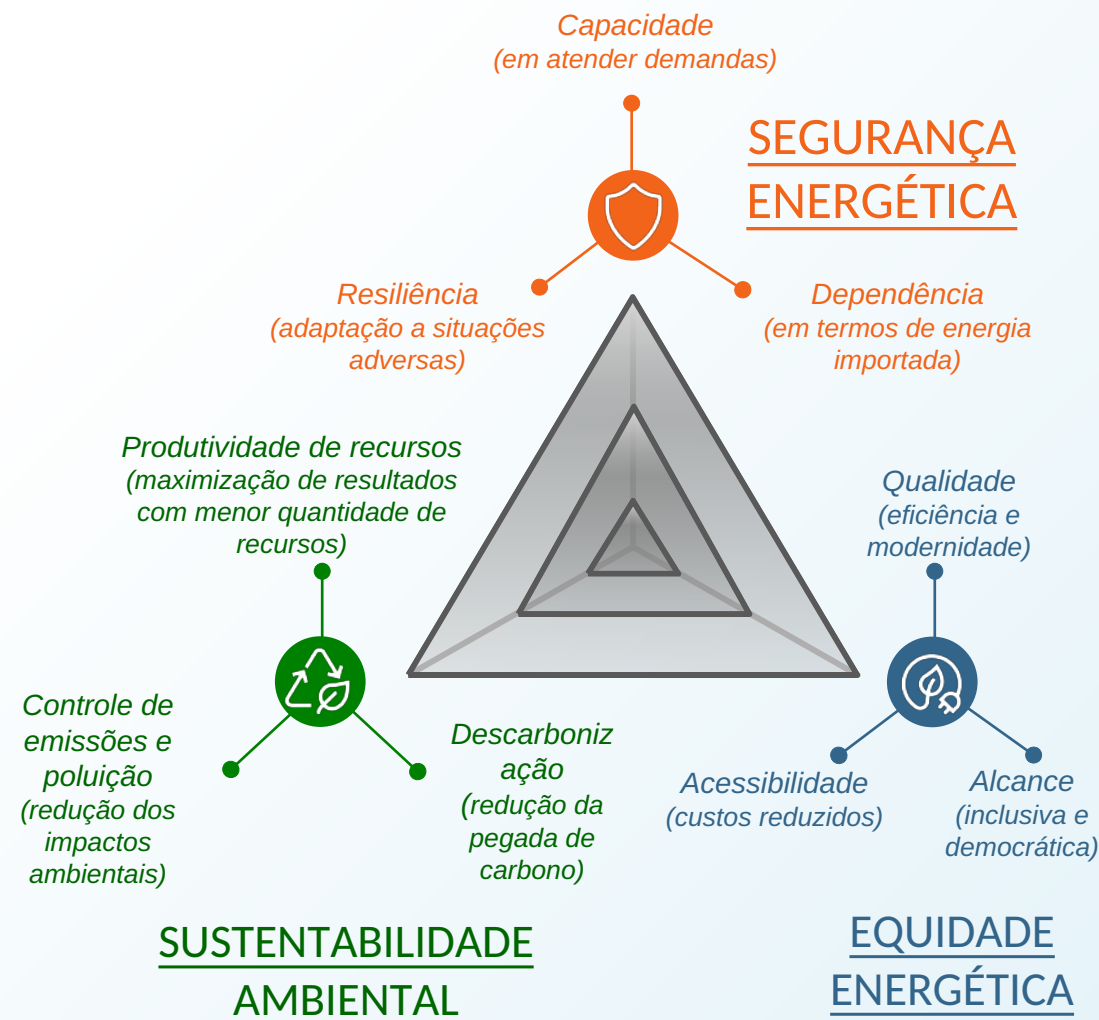 Capacidade
(em atender demandas)
SEGURANÇA
ENERGÉTICA
Resiliência
(adaptação a situações
adversas)
Dependência
(em termos de energia
importada)
Produtividade de recursos
(maximização de resultados
com menor quantidade de
recursos)
Qualidade
(eficiência e
modernidade)
Controle de
emissões e
poluição
(redução dos
impactos
ambientais)
Descarboniz
ação
(redução da
pegada de
carbono)
Acessibilidade
(custos reduzidos)
Alcance
(inclusiva e
democrática)
SUSTENTABILIDADE
AMBIENTAL
EQUIDADE
ENERGÉTICA